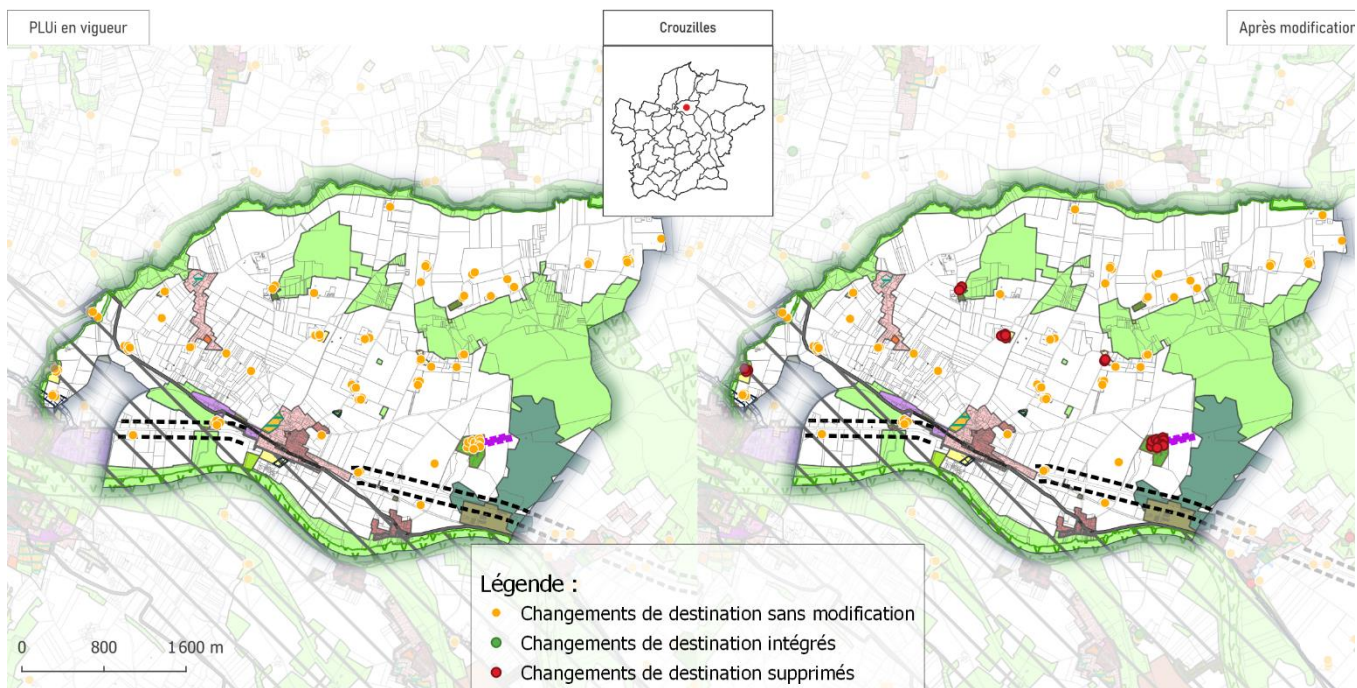 PLUi en vigueur
Crouzilles
Après modification
Légende :
Changements de destination sans modification
Changements de destination intégrés
Changements de destination supprimés
0 800 1600 m